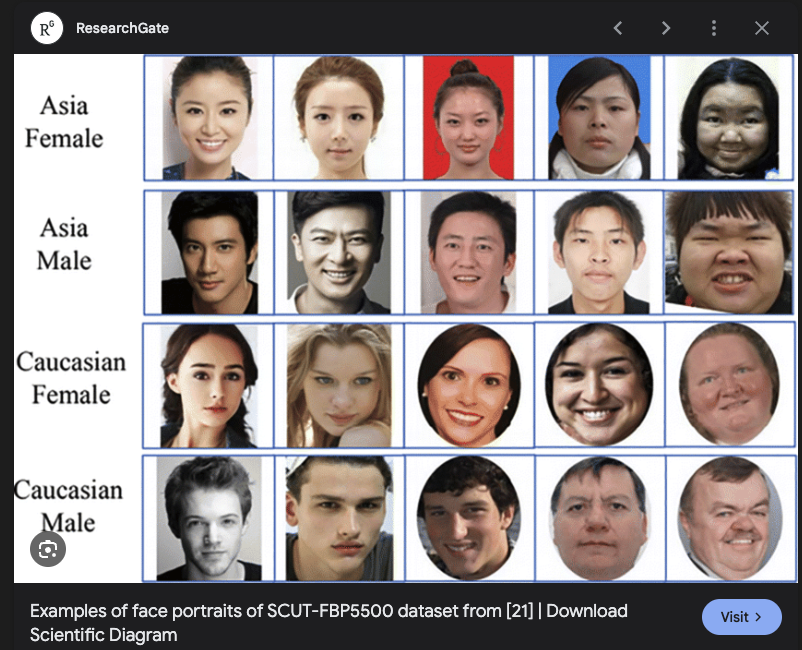 ResearchGate
Asia
Female
Asia
Male
Caucasian
Female
Caucasian
Male
Examples of face portraits of SCUT-FBP5500 dataset from [21] | Download
Scientific Diagram
Visit >